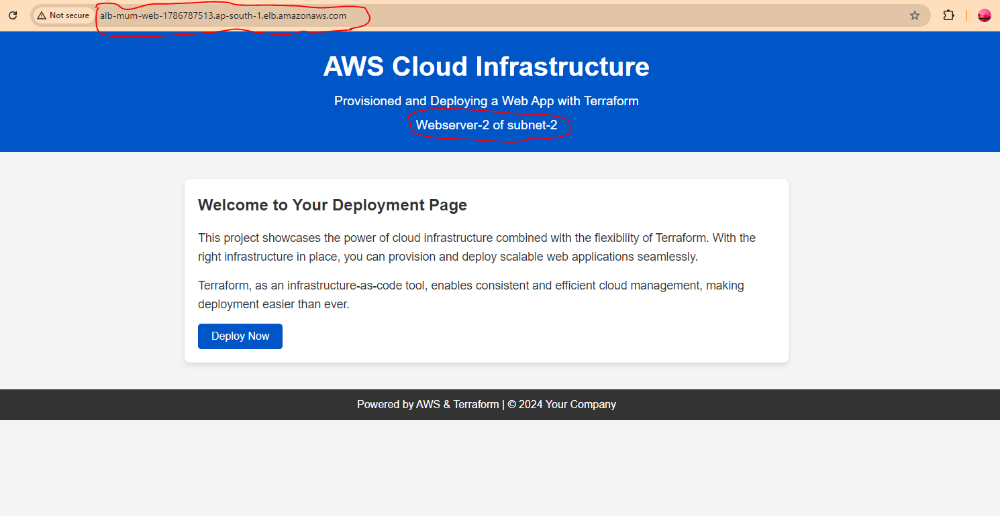 Not secure alb-mum-web-1786787513.ap-south-1.elb.amazonaws.com
AWS Cloud Infrastructure
Provisioned and Deploying a Web App with Terraform
Webserver-2 of subnet-2
Welcome to Your Deployment Page
This project showcases the power of cloud infrastructure combined with the flexibility of Terraform. With the
right infrastructure in place, you can provision and deploy scalable web applications seamlessly.
Terraform, as an infrastructure-as-code tool, enables consistent and efficient cloud management, making
deployment easier than ever.
Deploy Now
Powered by AWS & Terraform | © 2024 Your Company